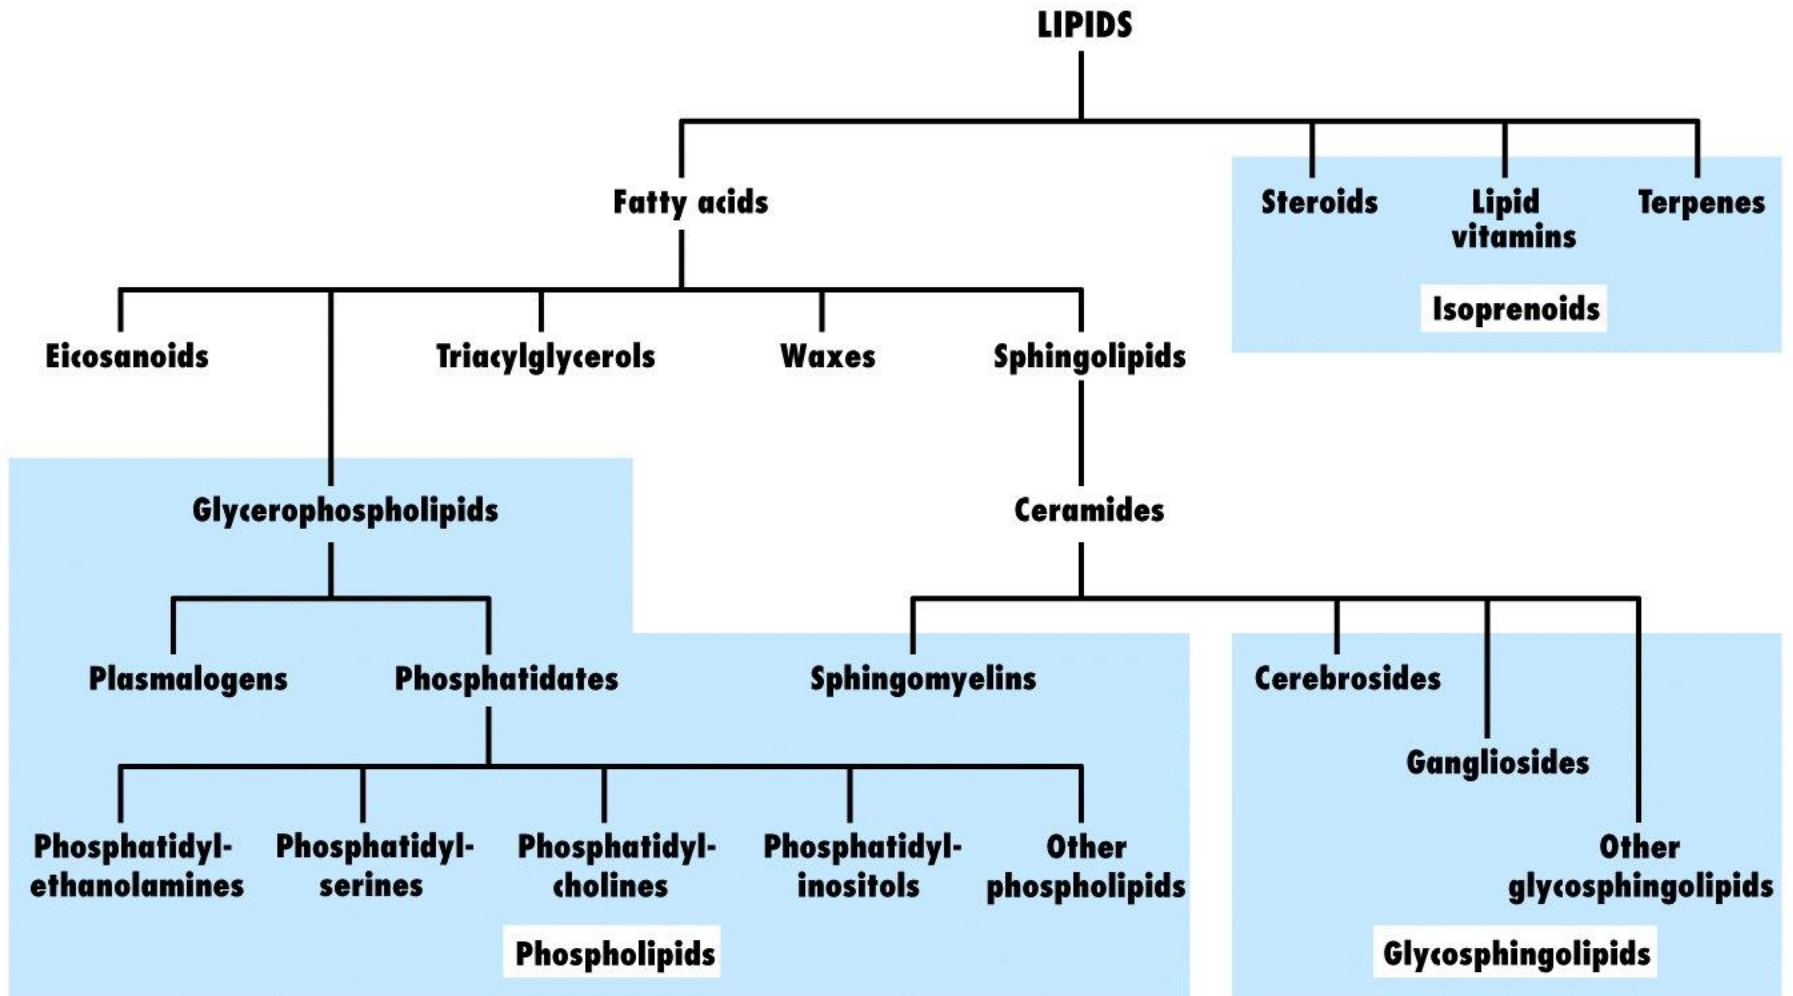 LIPIDS
Fatty acids
Steroids
Lipid
vitamins
Terpenes
Isoprenoids
Eicosanoids
Triacylglycerols
Waxes
Sphingolipids
Glycerophospholipids
Ceramides
Plasmalogens
Phosphatidates
Sphingomyelins
Cerebrosides
Gangliosides
Phosphatidyl-
ethanolamines
Phosphatidyl-
serines
Phosphatidyl-
cholines
Phosphatidyl-
inositols
Other
phospholipids
Other
glycosphingolipids
Phospholipids
Glycosphingolipids